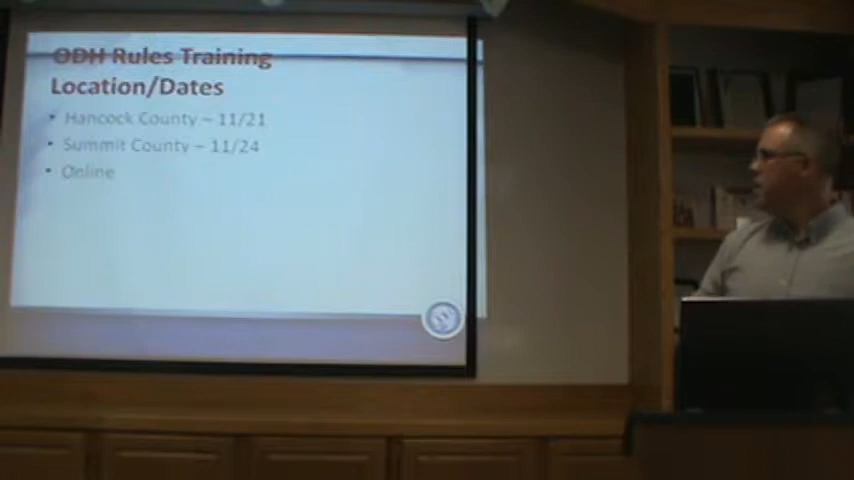 ODH Rules Training
Location/Dates
• Hancock County – 11/21
• Summit County – 11/24
• Online